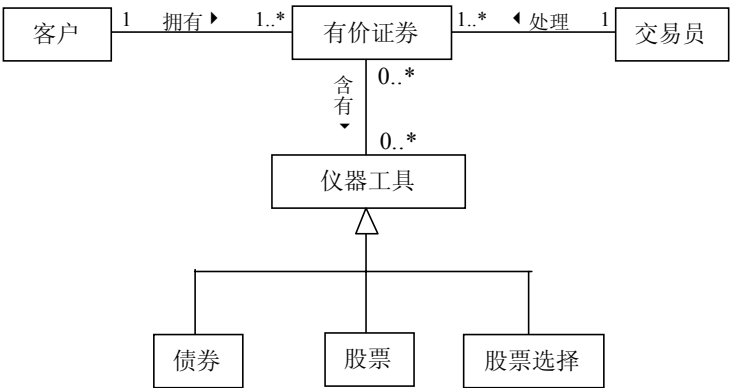 客户 1 拥有 1..* 有价证券 1..* 处理 1 交易员
0..*
含有
0..*
仪器工具
债券 股票 股票选择